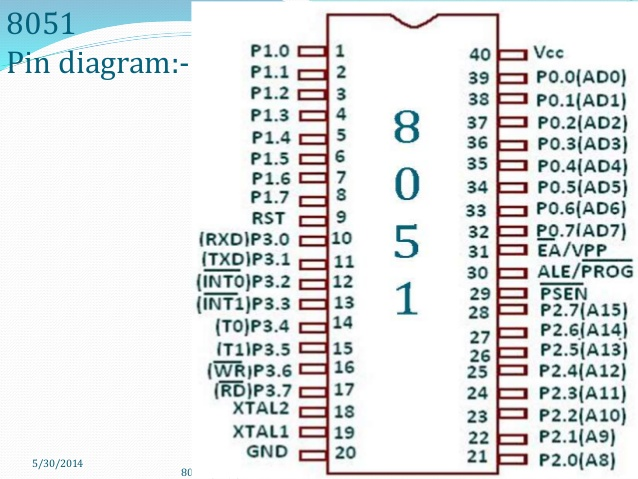 8051
Pin diagram:-
P1.0 1
P1.1 2
P1.2 3
P1.3 4
P1.4 5
P1.5 6
P1.6 7
P1.7 8
RST 9
(RXD)P3.0 10
(TXD)P3.1 11
(INT0)P3.2 12
(INT1)P3.3 13
(T0)P3.4 14
(T1)P3.5 15
(WR)P3.6 16
(RD)P3.7 17
XTAL2 18
XTAL1 19
GND 20
8
0
5
1
40 Vcc
39 P0.0(AD0)
38 P0.1(AD1)
37 P0.2(AD2)
36 P0.3(AD3)
35 P0.4(AD4)
34 P0.5(AD5)
33 P0.6(AD6)
32 P0.7(AD7)
31 EA/VPP
30 ALE/PROG
29 PSEN
28 P2.7(A15)
27 P2.6(A14)
26 P2.5(A13)
25 P2.4(A12)
24 P2.3(A11)
23 P2.2(A10)
22 P2.1(A9)
21 P2.0(A8)
5/30/2014
80